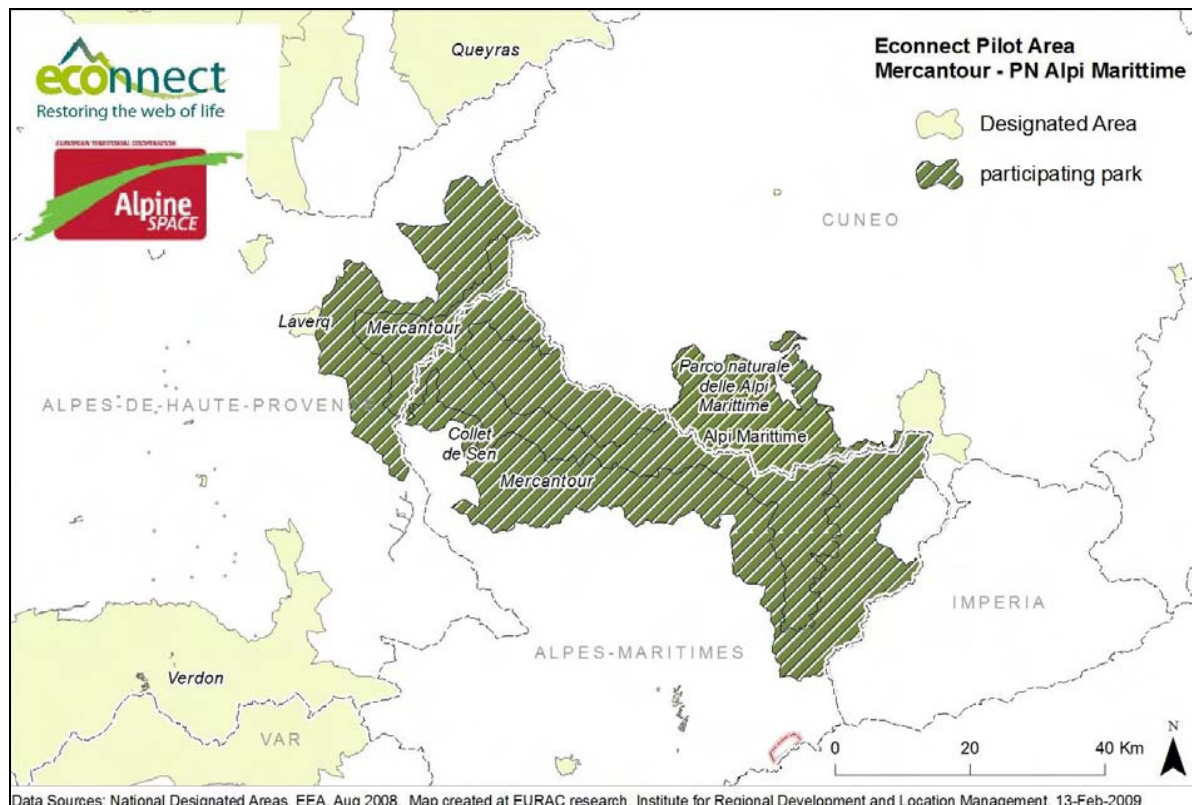 econnect
Restoring the web of life
EUROPEAN TERRITORIAL COOPERATION
Alpine
SPACE
Econnect Pilot Area
Mercantour - PN Alpi Marittime
Designated Area
participating park
Queyras
CUNEO
Laverq
Mercantour
Parco naturale
delle Alpi
Marittime
ALPES-DE-HAUTE-PROVENCE
Alpi Marittime
Collet
de Sen
Mercantour
IMPERIA
ALPES-MARITIMES
Verdon
VAR
N
0 20 40 Km
Data Sources: National Designated Areas, EEA, Aug 2008. Map created at EURAC research, Institute for Regional Development and Location Management, 13-Feb-2009